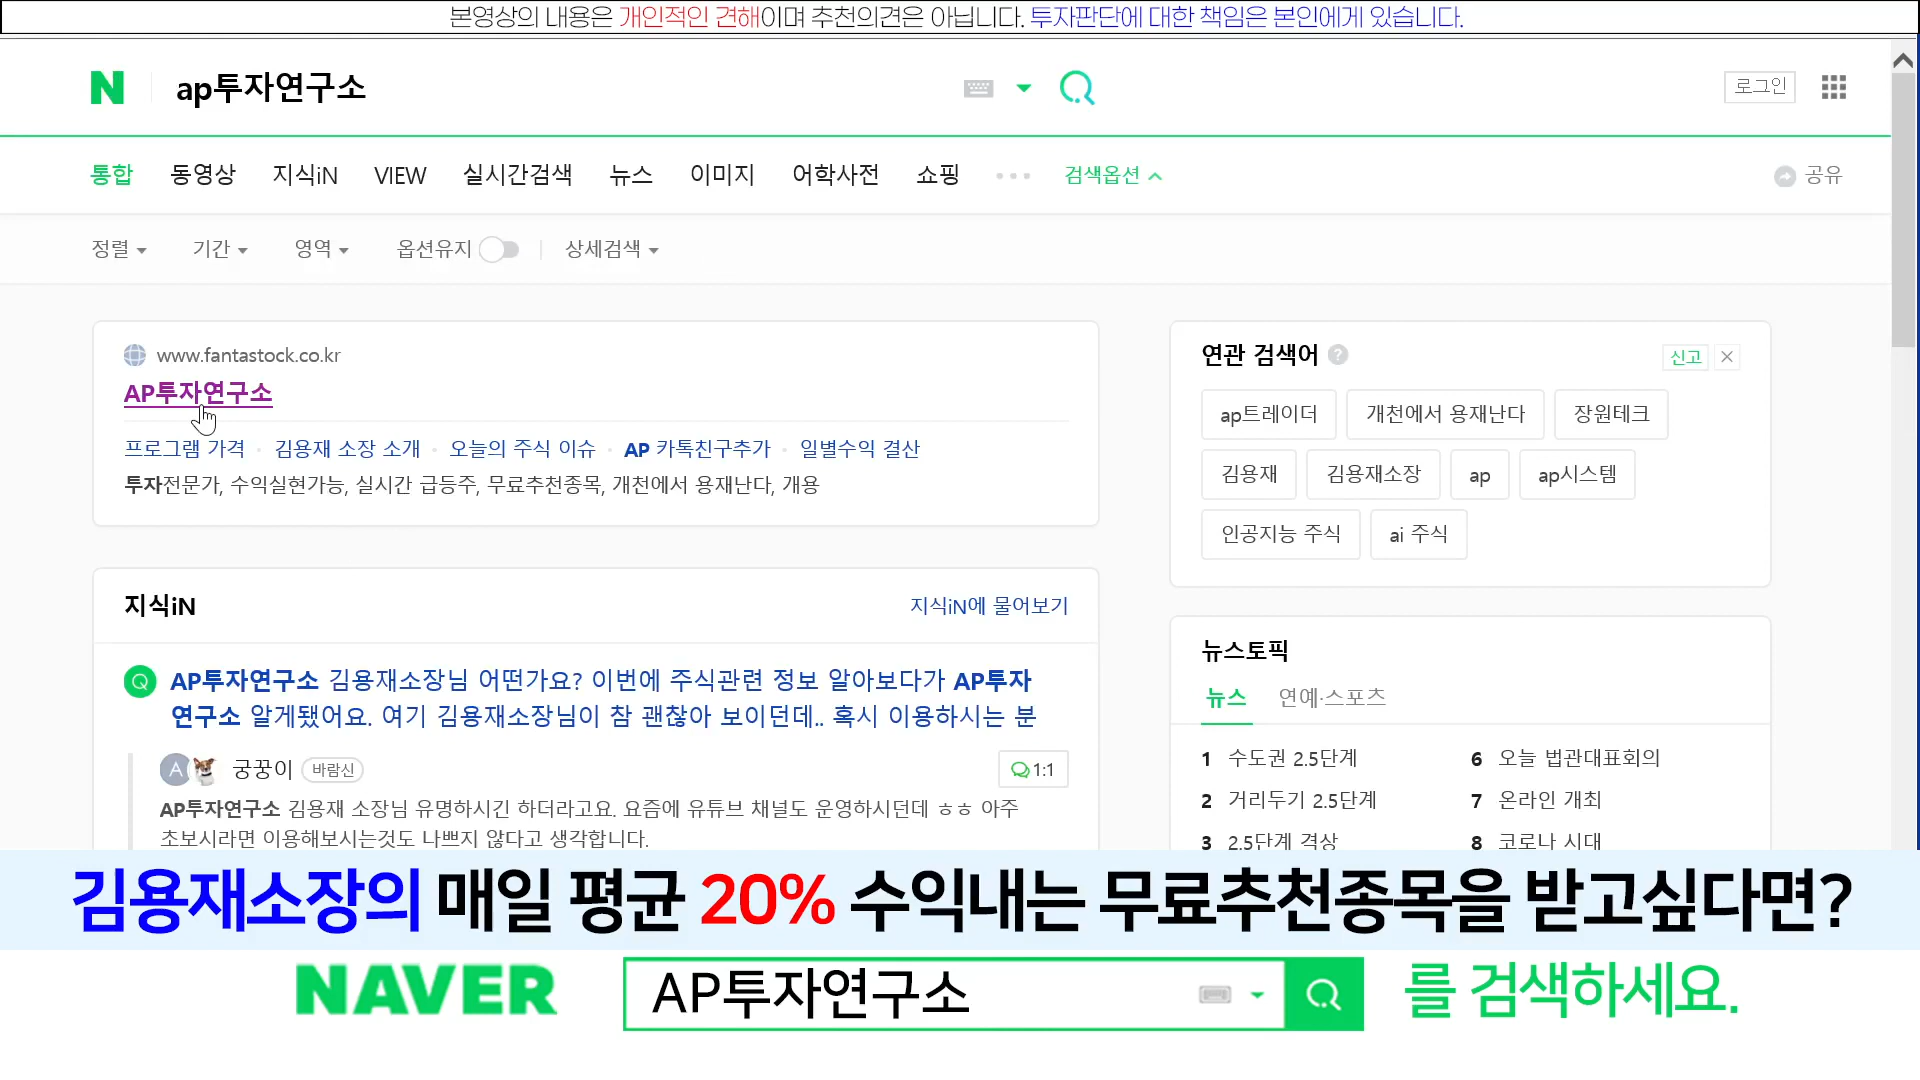 본영상의 내용은 개인적인 견해이며 추천의견은 아닙니다. 투자판단에 대한 책임은 본인에게 있습니다.
N ap투자연구소 로그인
통합 동영상 지식iN VIEW 실시간검색 뉴스 이미지 어학사전 쇼핑 검색옵션 공유
정렬 기간 영역 옵션유지 상세검색
www.fantastock.co.kr
AP투자연구소
프로그램 가격 · 김용재 소장 소개 · 오늘의 주식 이슈 · AP 카톡친구추가 · 일별수익 결산
투자전문가, 수익실현가능, 실시간 급등주, 무료추천종목, 개천에서 용재난다, 개용
연관 검색어 ? 신고
ap트레이더 개천에서 용재난다 장원테크
김용재 김용재소장 ap ap시스템
인공지능 주식 ai 주식
지식iN 지식iN에 물어보기
Q AP투자연구소 김용재소장님 어떤가요? 이번에 주식관련 정보 알아보다가 AP투자
연구소 알게됐어요. 여기 김용재소장님이 참 괜찮아 보이던데.. 혹시 이용하시는 분
A 궁꿍이 바람신 1:1
AP투자연구소 김용재 소장님 유명하시긴 하더라고요. 요즘에 유튜브 채널도 운영하시던데 ㅎㅎ 아주
초보시라면 이용해보시는것도 나쁘지 않다고 생각합니다.
뉴스토픽
뉴스 연예·스포츠
1 수도권 2.5단계 6 오늘 법관대표회의
2 거리두기 2.5단계 7 온라인 개최
3 2.5단계 격상 8 코로나 시대
김용재소장의 매일 평균 20% 수익내는 무료추천종목을 받고싶다면?
NAVER AP투자연구소 를 검색하세요.